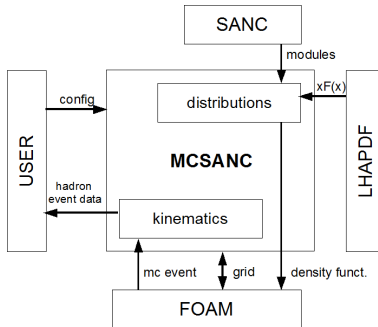 SANC
modules
config
distributions
xF(x)
USER
MCSANC
LHAPDF
hadron
event data
kinematics
mc event
grid
density funct.
FOAM